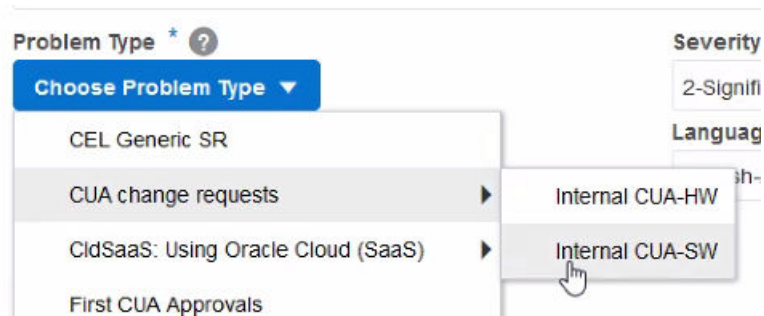 Problem Type * ?
Severity
Choose Problem Type
2-Signifi
CEL Generic SR
Languag
CUA change requests
Internal CUA-HW
sh-
CldSaaS: Using Oracle Cloud (SaaS)
Internal CUA-SW
First CUA Approvals